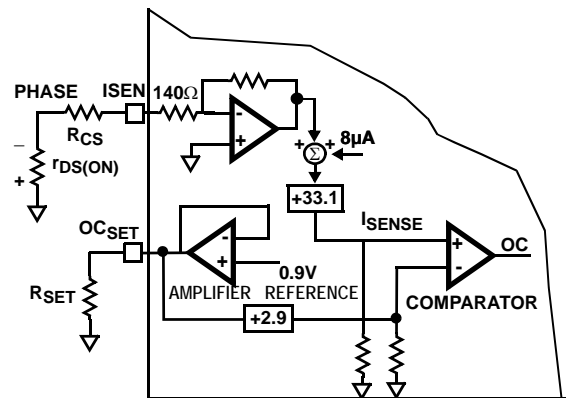 PHASE ISEN 140Ω
RCS
− 
rDS(ON)
+
-
+
+ Σ +
8µA
+33.1
ISENSE
OCSET
-
+
0.9V
AMPLIFIER REFERENCE
RSET
+2.9
+
-
OC
COMPARATOR